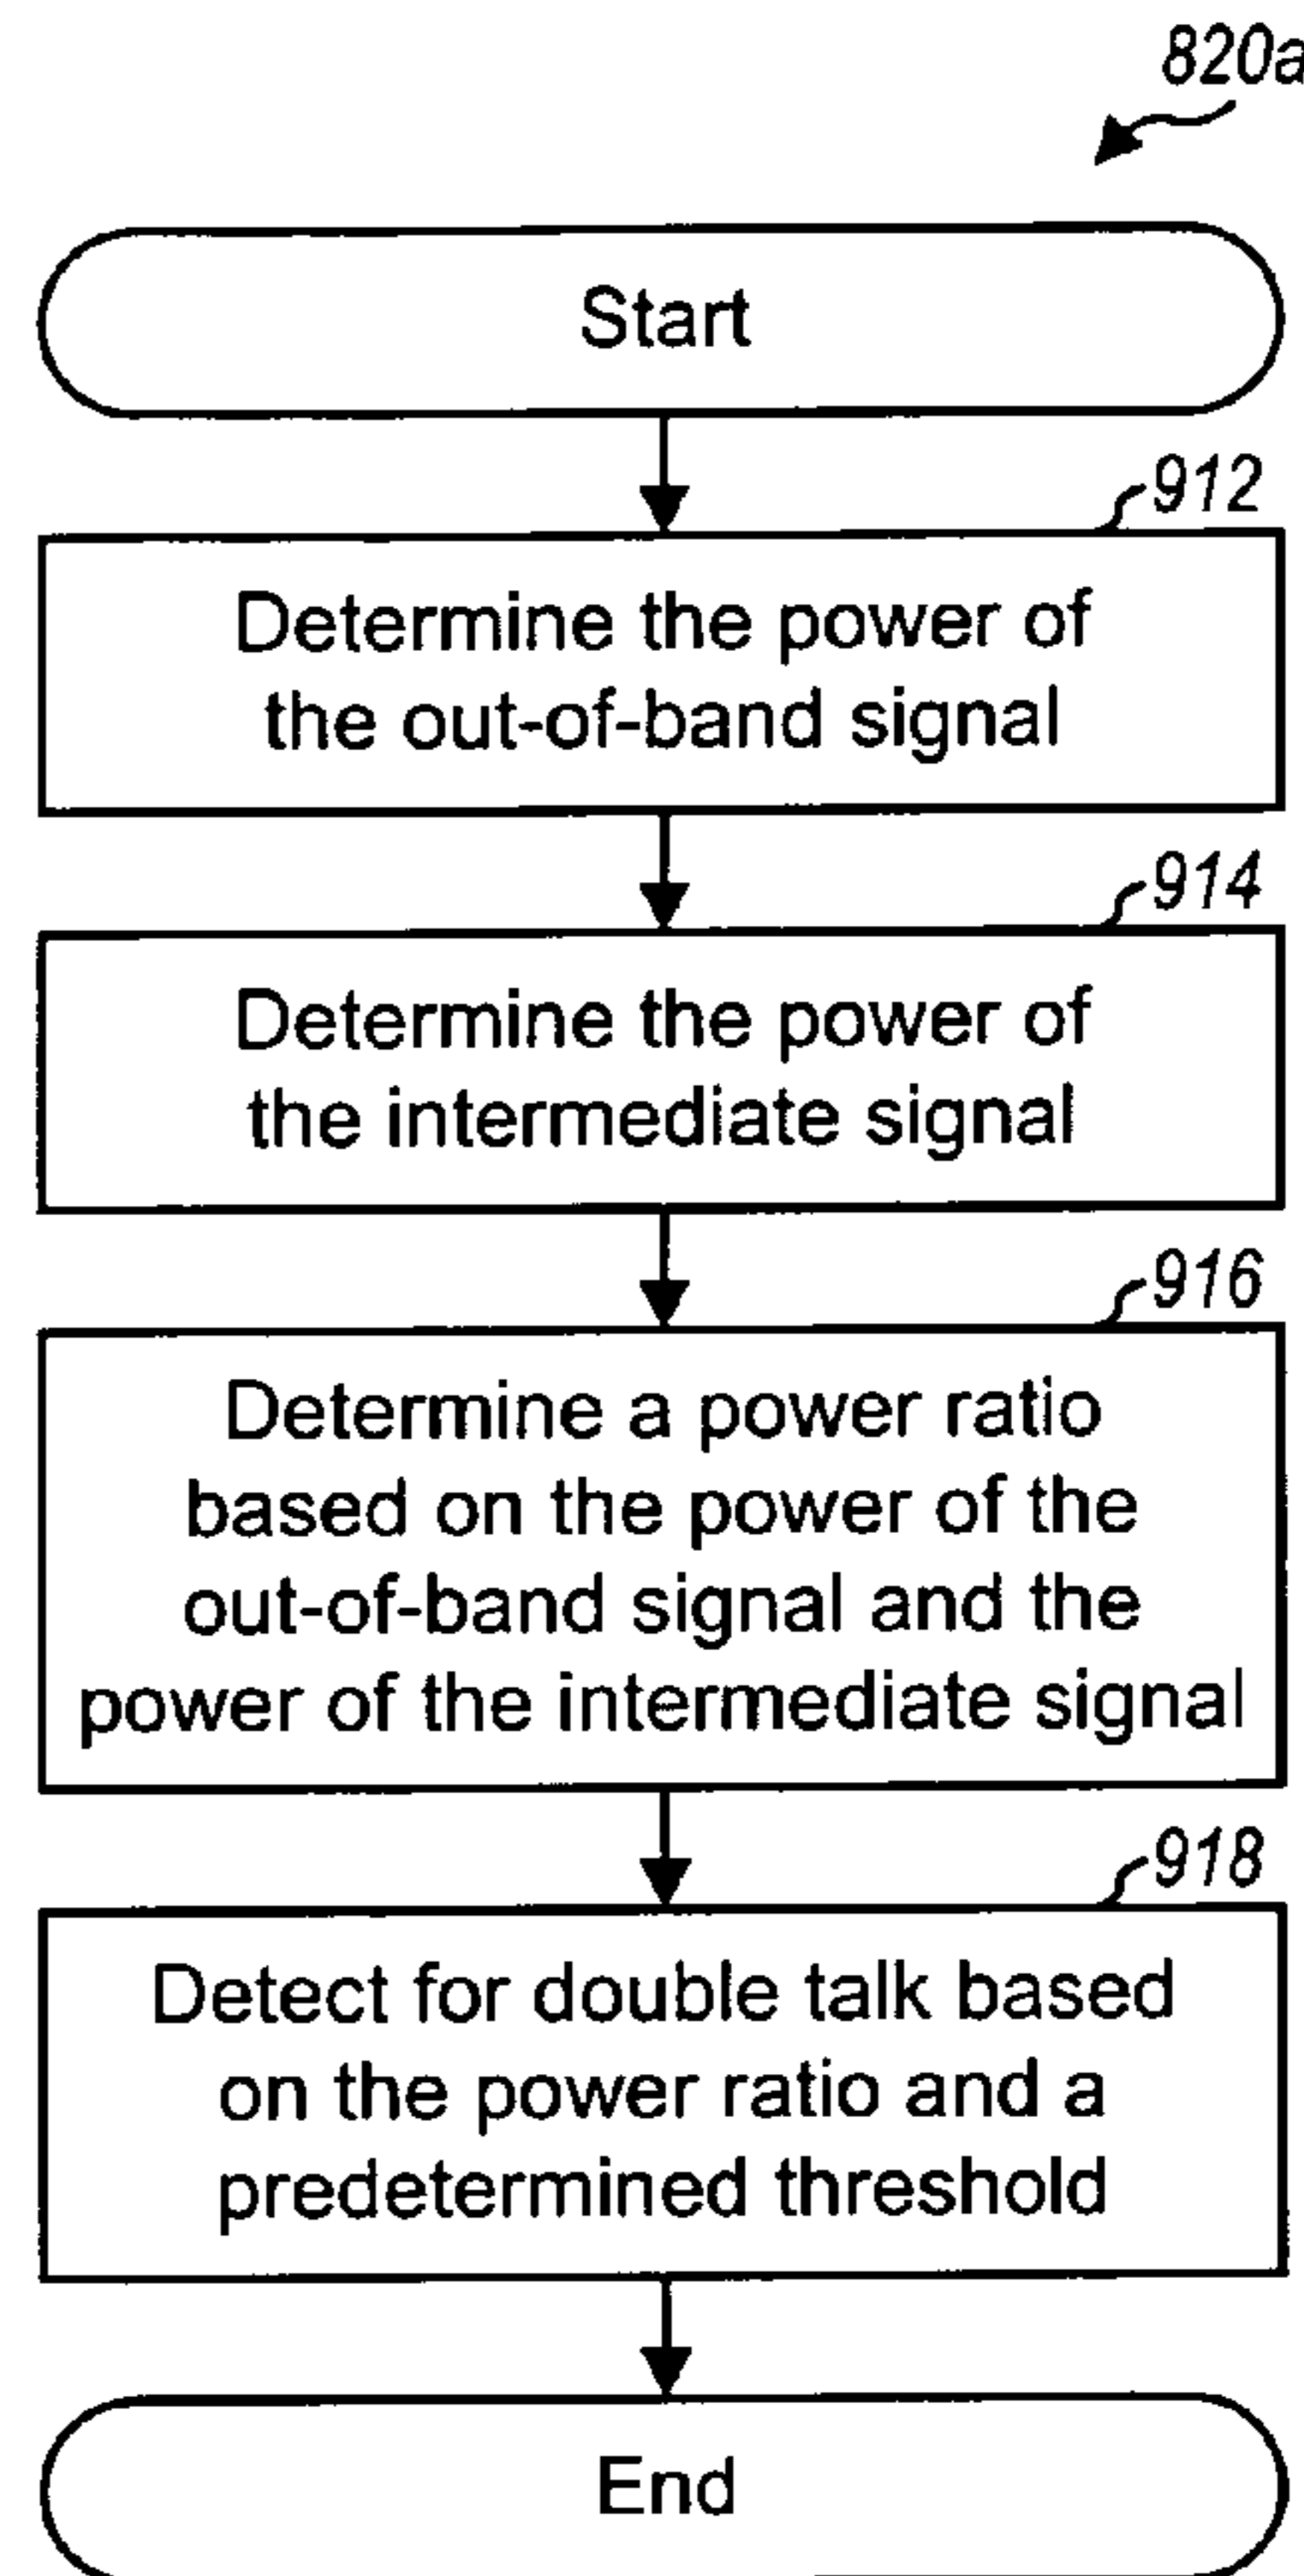 820a
Start
912
Determine the power of
the out-of-band signal
914
Determine the power of
the intermediate signal
916
Determine a power ratio
based on the power of the
out-of-band signal and the
power of the intermediate signal
918
Detect for double talk based
on the power ratio and a
predetermined threshold
End